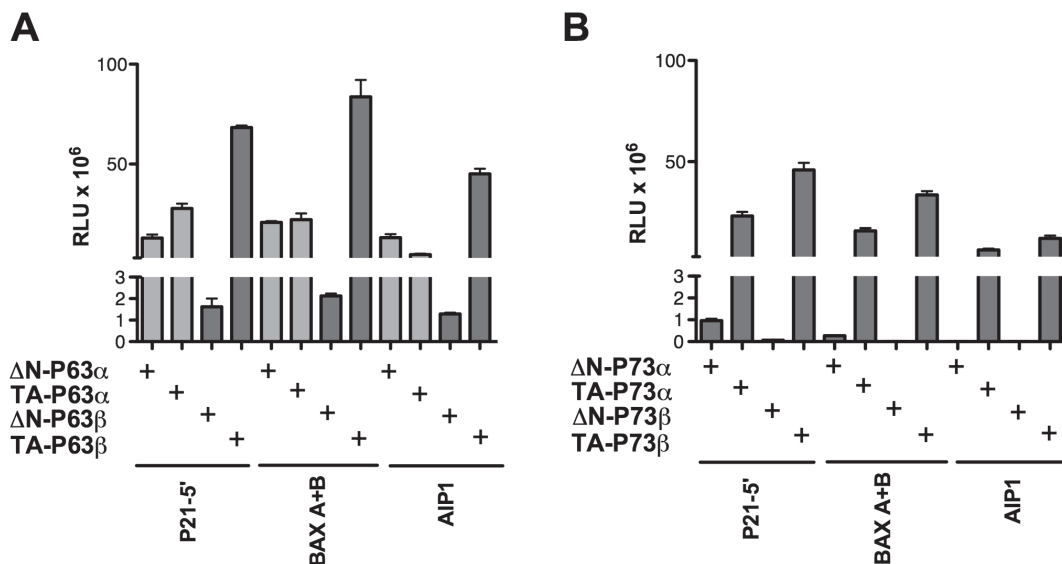 A
B
RLU x 10⁶
100
50
3
2
1
0
ΔN-P63α + + +
TA-P63α + + +
ΔN-P63β + + +
TA-P63β + + +
P21-5'
BAX A+B
AIP1
RLU x 10⁶
100
50
3
2
1
0
ΔN-P73α + + +
TA-P73α + + +
ΔN-P73β + + +
TA-P73β + + +
P21-5'
BAX A+B
AIP1